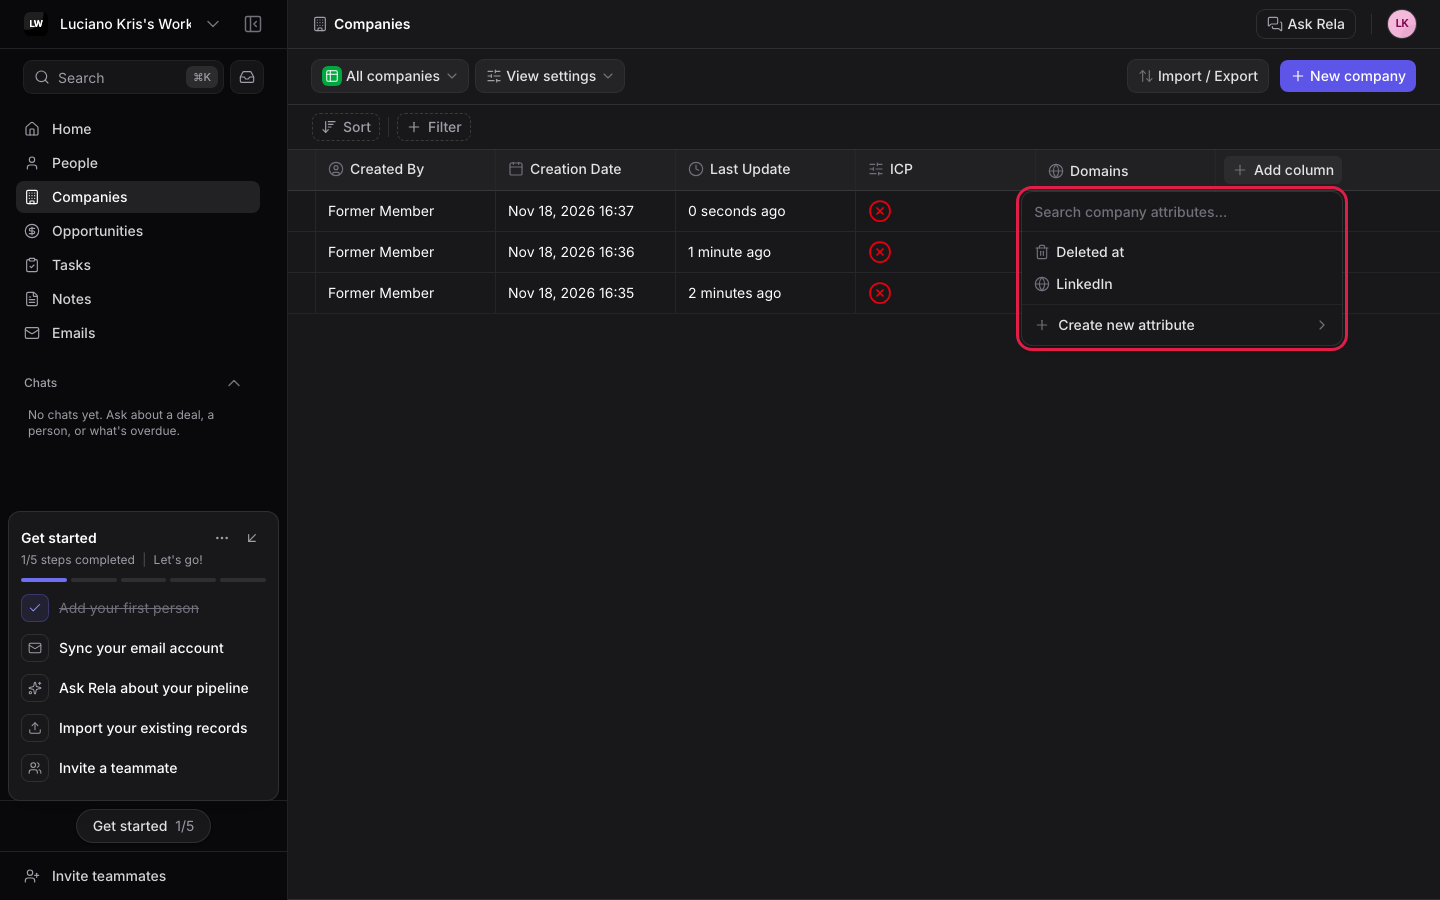 LW Luciano Kris's Work
Companies
Ask Rela
LK
Search ⌘K
All companies
View settings
Import / Export
New company
Sort
Filter
Home
People
Companies
Opportunities
Tasks
Notes
Emails
Chats
No chats yet. Ask about a deal, a
person, or what's overdue.
Created By Creation Date Last Update ICP Domains Add column
Former Member Nov 18, 2026 16:37 0 seconds ago
Former Member Nov 18, 2026 16:36 1 minute ago
Former Member Nov 18, 2026 16:35 2 minutes ago
Search company attributes...
Deleted at
LinkedIn
Create new attribute
Get started
1/5 steps completed Let's go!
Add your first person
Sync your email account
Ask Rela about your pipeline
Import your existing records
Invite a teammate
Get started 1/5
Invite teammates